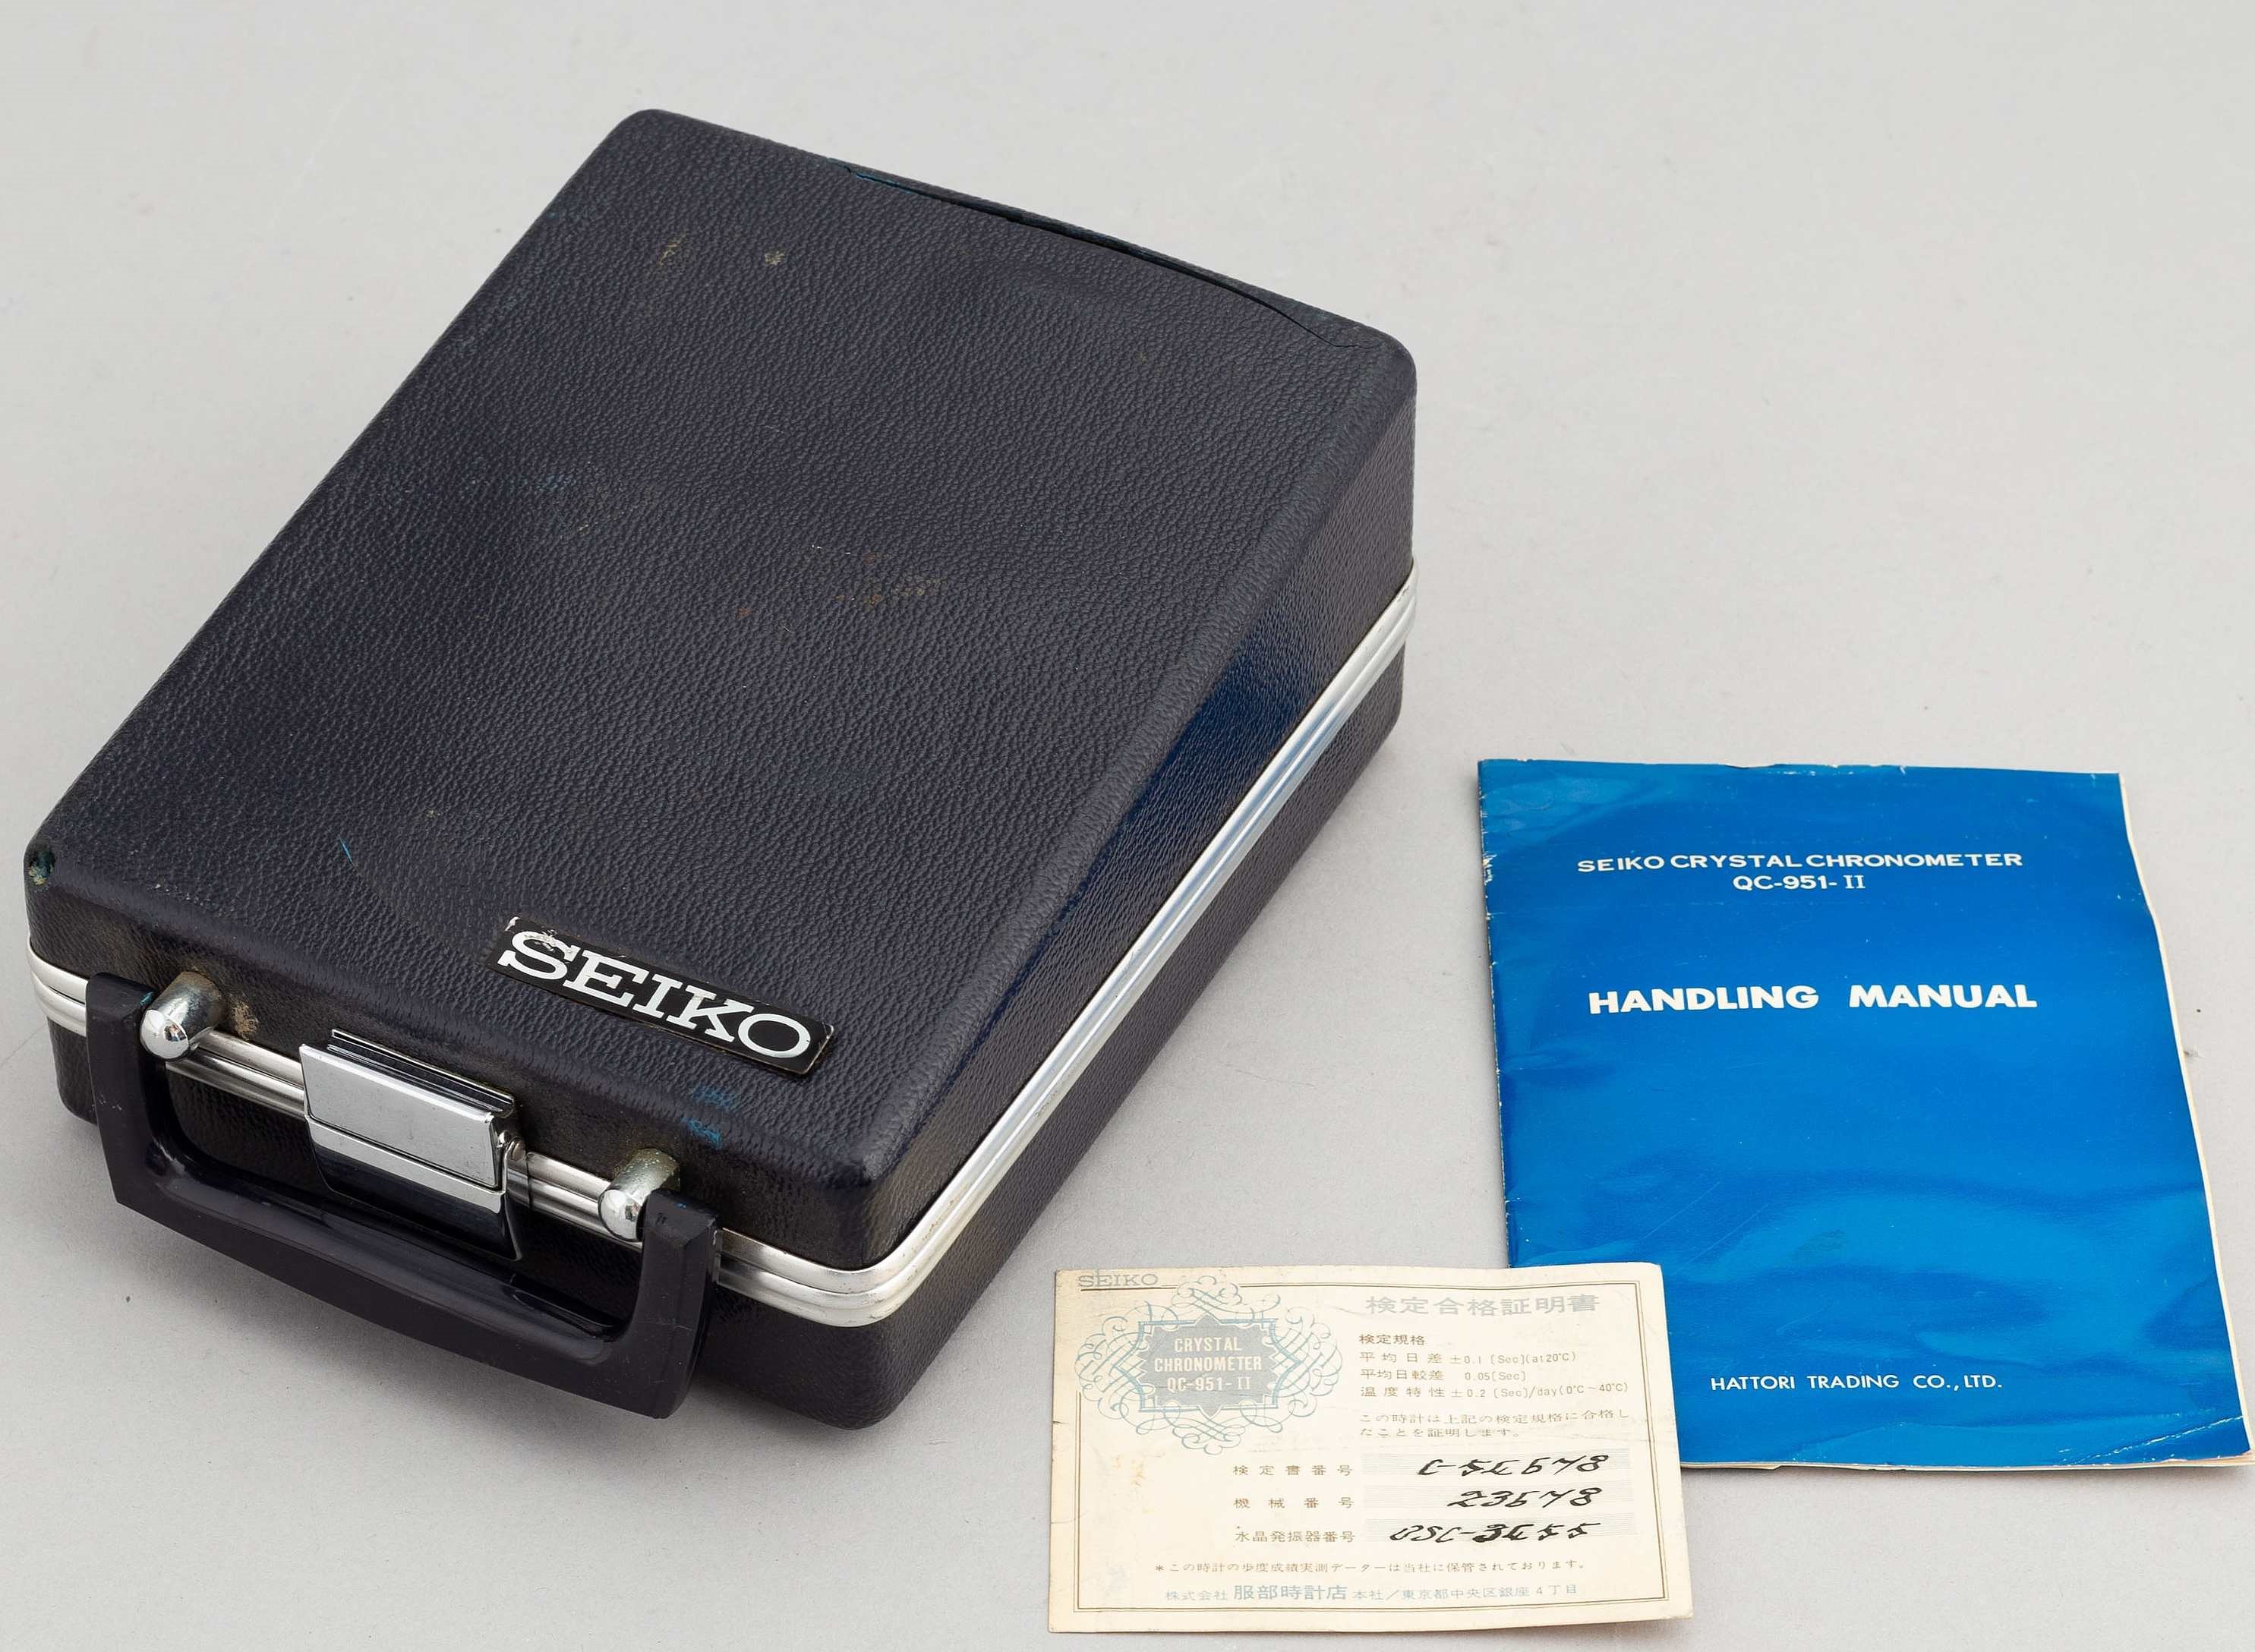 SEIKO
SEIKO CRYSTAL CHRONOMETER
QC-951-II
HANDLING MANUAL
HATTORI TRADING CO., LTD.
SEIKO
CRYSTAL
CHRONOMETER
QC-951-II
検定合格証明書
検定規格
平均日差 ±0.1 [Sec](at20℃)
平均日較差 0.05[Sec]
温度特性 ±0.2 [Sec]/day(0℃~40℃)
この時計は上記の検定規格に合格し
たことを証明します。
検定書番号
機械番号
水晶発振器番号
*この時計の歩度成績実測データーは当社に保管されております。
株式会社 服部時計店 本社/東京都中央区銀座4丁目